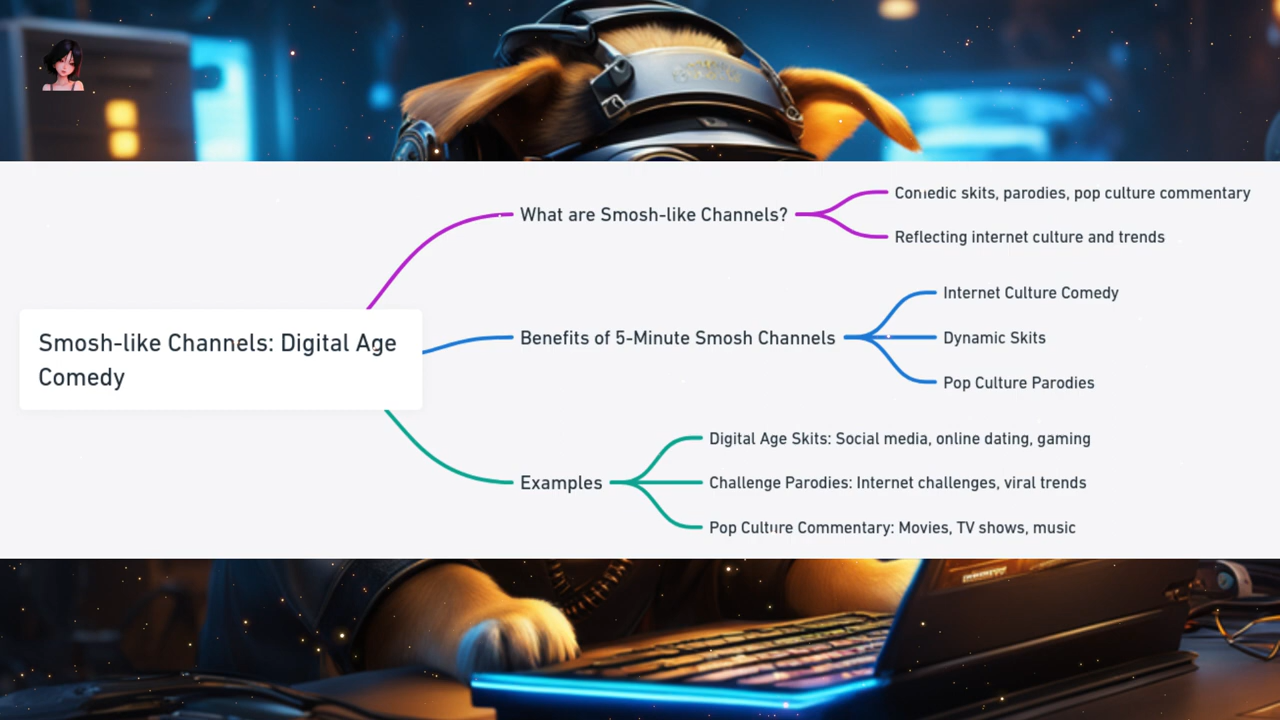 What are Smosh-like Channels?
Comedic skits, parodies, pop culture commentary
Reflecting internet culture and trends
Smosh-like Channels: Digital Age
Comedy
Benefits of 5-Minute Smosh Channels
Internet Culture Comedy
Dynamic Skits
Pop Culture Parodies
Examples
Digital Age Skits: Social media, online dating, gaming
Challenge Parodies: Internet challenges, viral trends
Pop Culture Commentary: Movies, TV shows, music